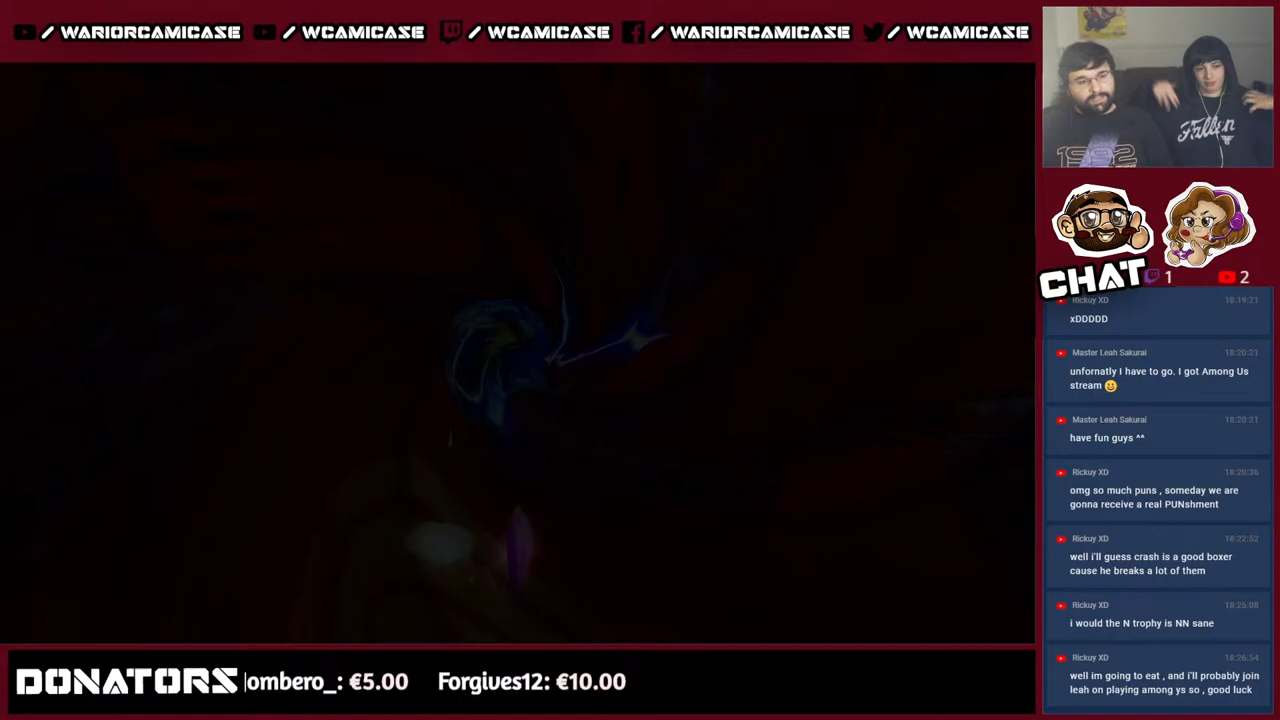 / WARIORCAMICASE / WCAMICASE / WCAMICASE / WARIORCAMICASE / WCAMICASE
1992
Fallen
CHAT 1 2
Rickuy XD 18:19:21
xDDDDD
Master Leah Sakurai 18:20:21
unfornatly I have to go. I got Among Us
stream
Master Leah Sakurai 18:20:21
have fun guys ^^
Rickuy XD 18:20:36
omg so much puns , someday we are
gonna receive a real PUNshment
Rickuy XD 18:22:52
well i'll guess crash is a good boxer
cause he breaks a lot of them
Rickuy XD 18:25:08
i would the N trophy is NN sane
Rickuy XD 18:26:54
well im going to eat , and i'll probably join
leah on playing among ys so , good luck
DONATORS ombero_: €5.00 Forgives12: €10.00